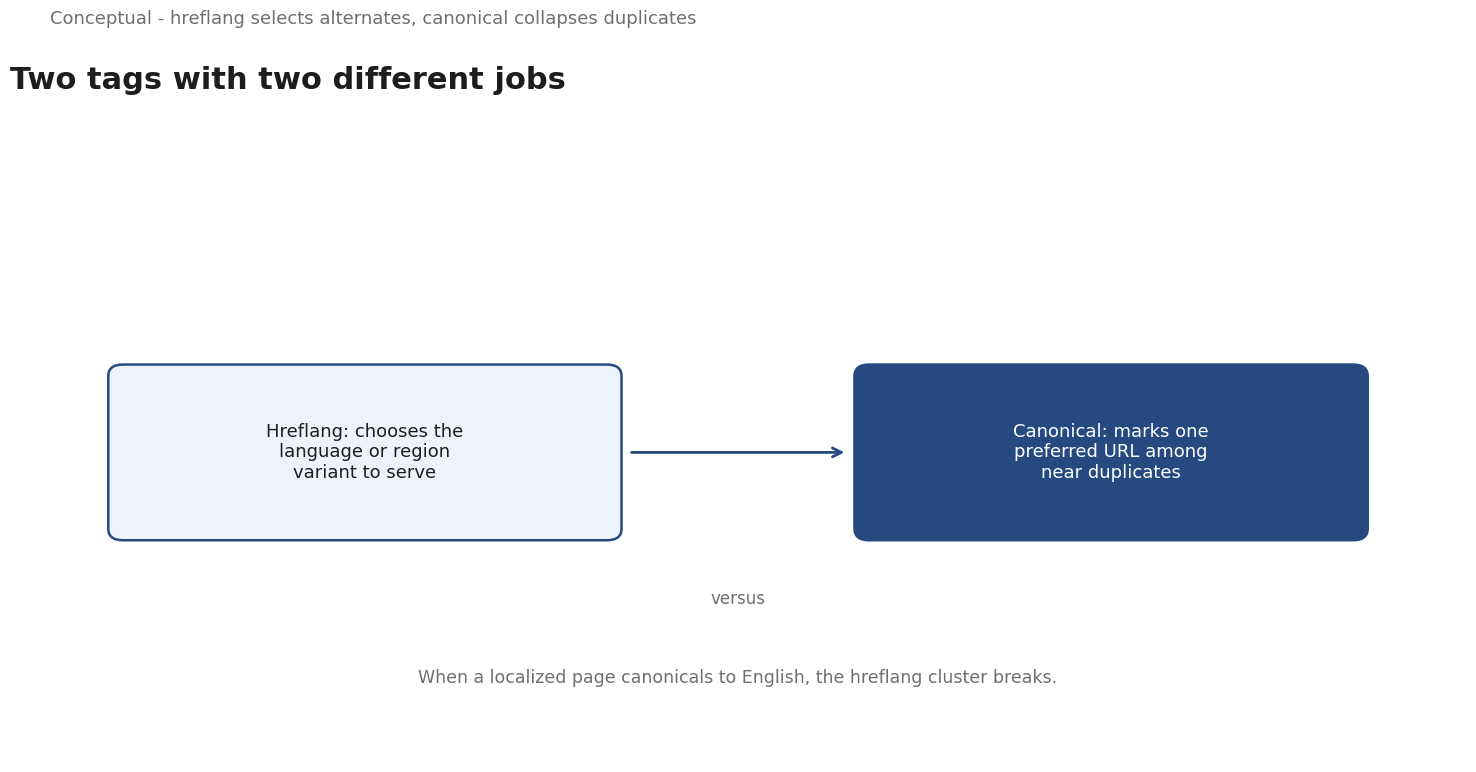 Conceptual - hreflang selects alternates, canonical collapses duplicates
Two tags with two different jobs
Hreflang: chooses the
language or region
variant to serve
Canonical: marks one
preferred URL among
near duplicates
versus
When a localized page canonicals to English, the hreflang cluster breaks.